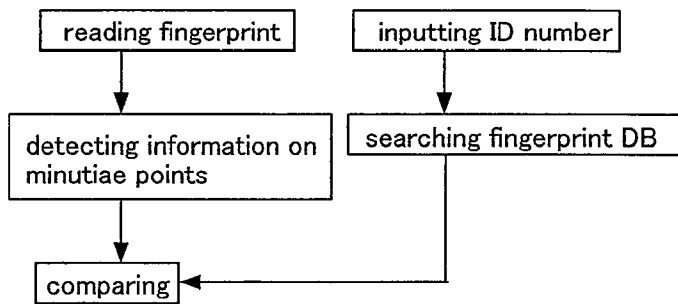 reading fingerprint
inputting ID number
detecting information on
minutiae points
searching fingerprint DB
comparing